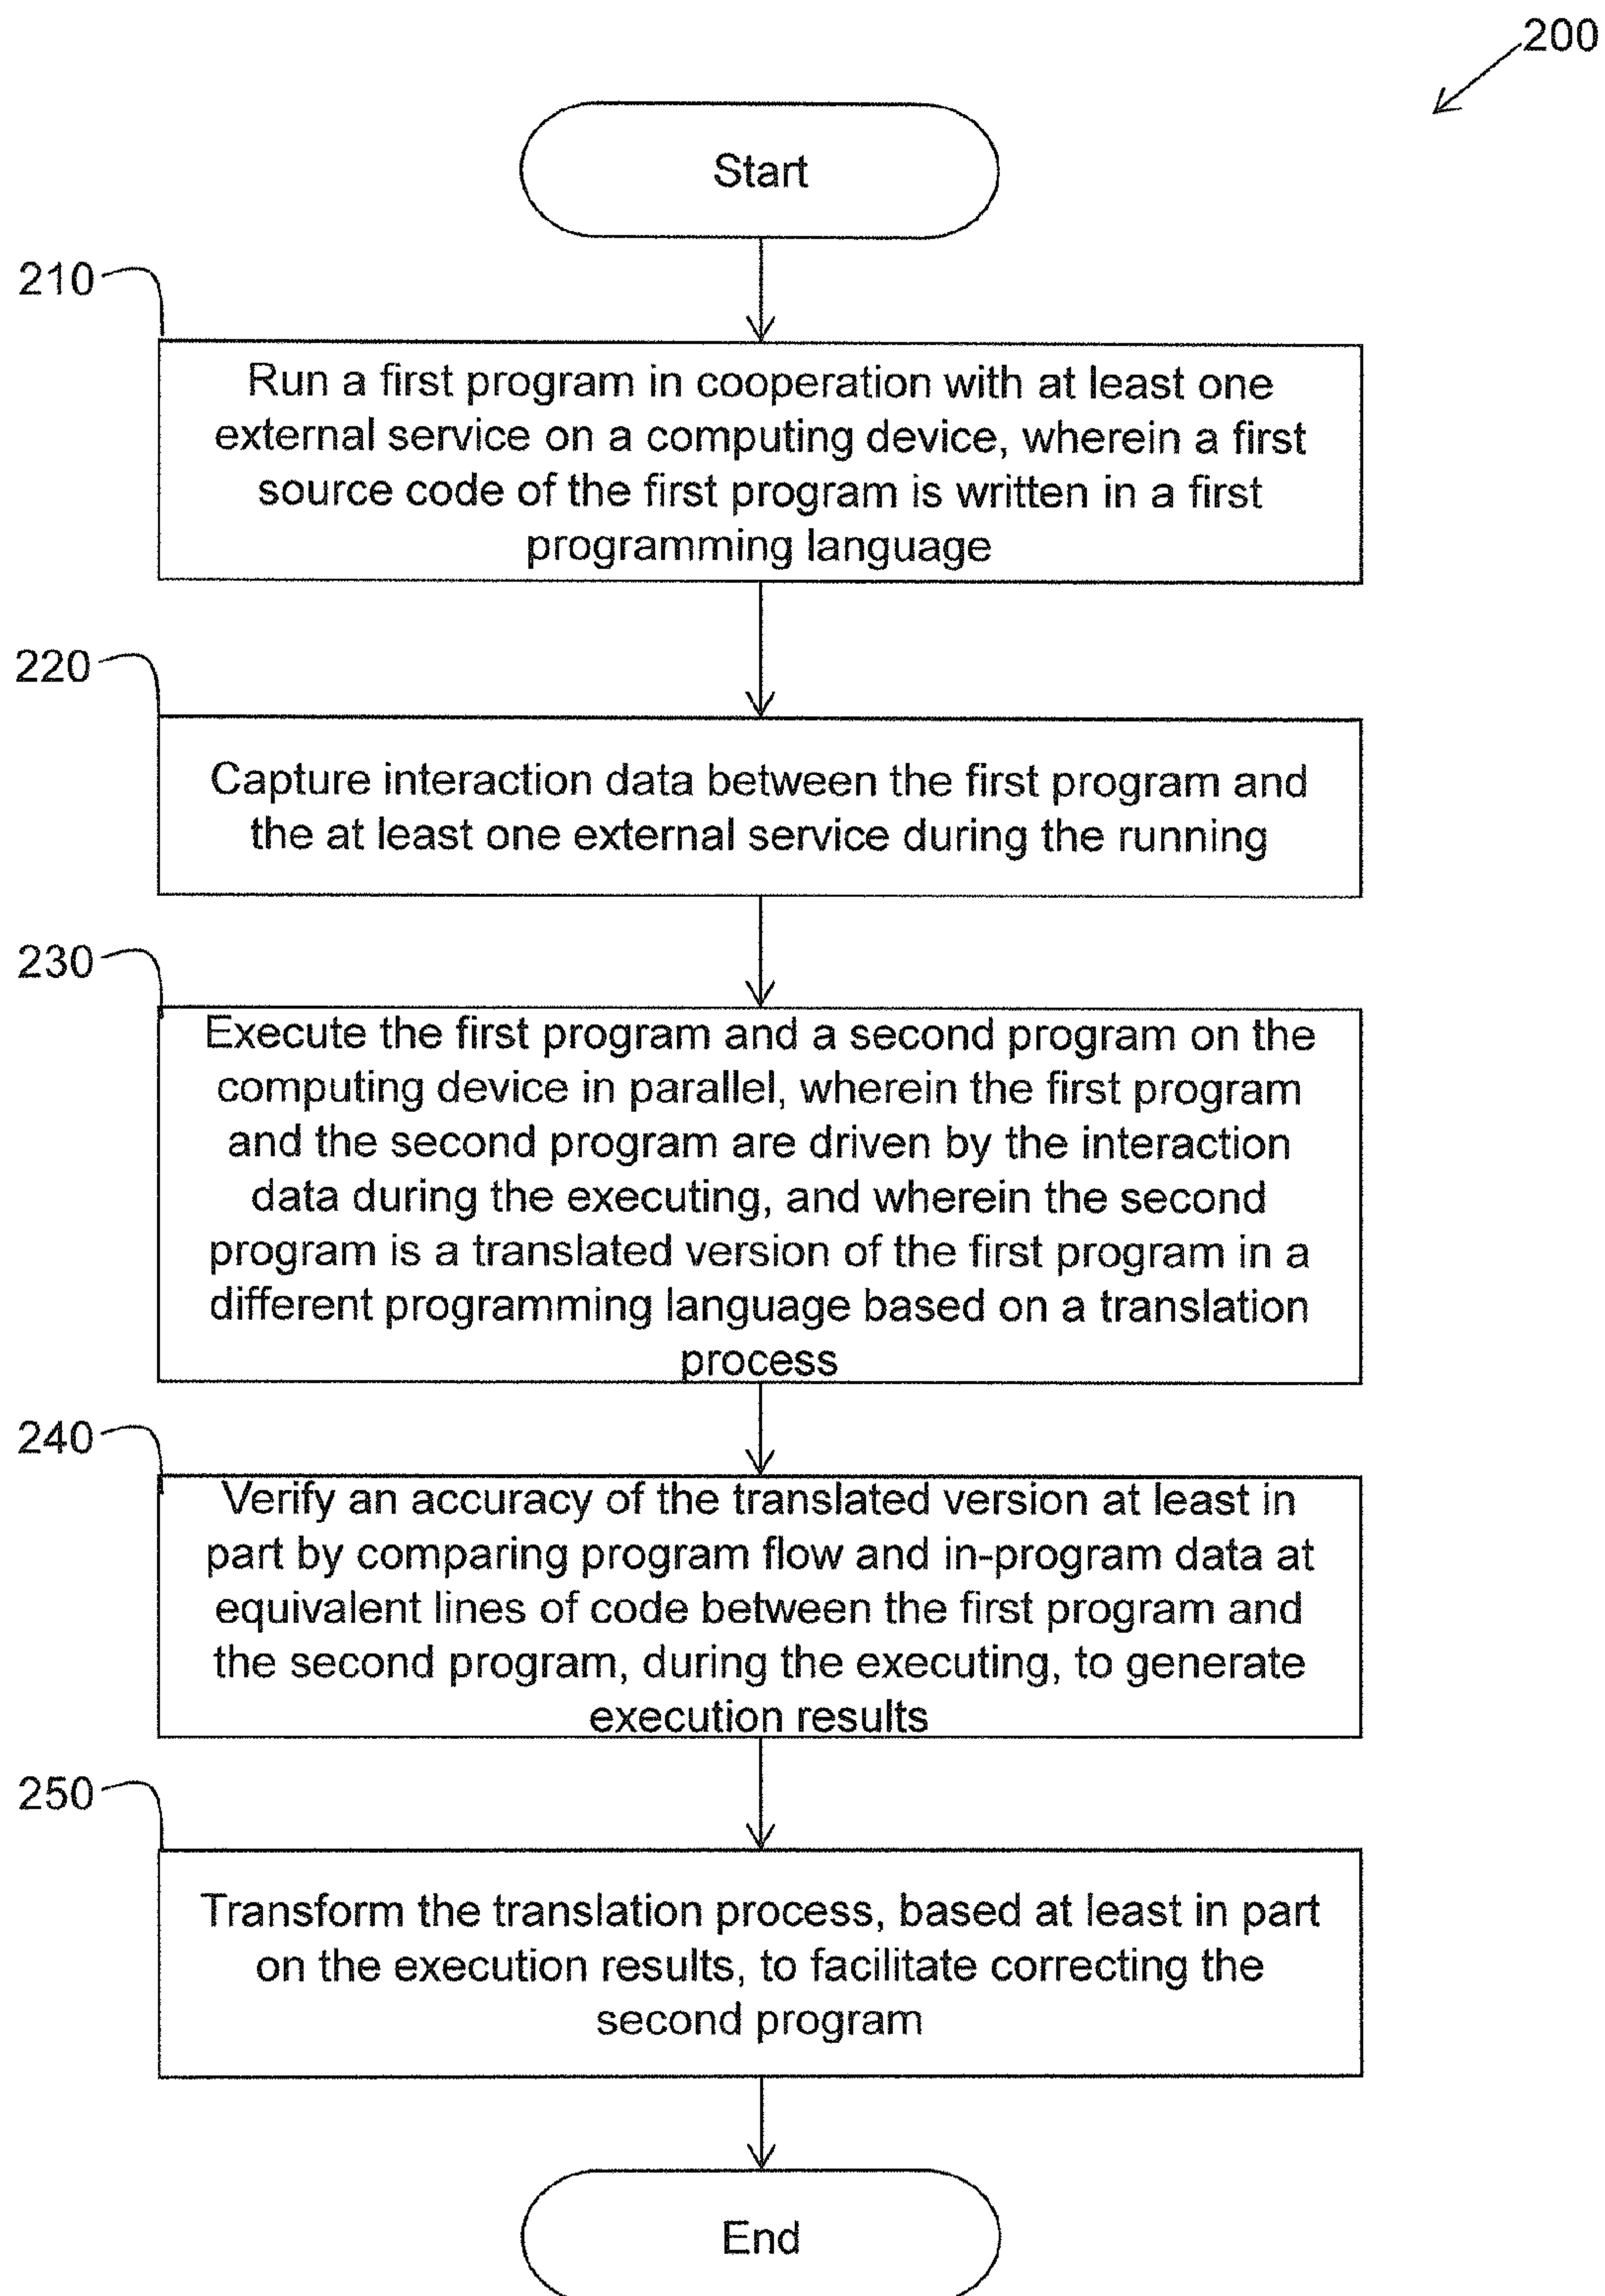 200
Start
210
Run a first program in cooperation with at least one
external service on a computing device, wherein a first
source code of the first program is written in a first
programming language
220
Capture interaction data between the first program and
the at least one external service during the running
230
Execute the first program and a second program on the
computing device in parallel, wherein the first program
and the second program are driven by the interaction
data during the executing, and wherein the second
program is a translated version of the first program in a
different programming language based on a translation
process
240
Verify an accuracy of the translated version at least in
part by comparing program flow and in-program data at
equivalent lines of code between the first program and
the second program, during the executing, to generate
execution results
250
Transform the translation process, based at least in part
on the execution results, to facilitate correcting the
second program
End